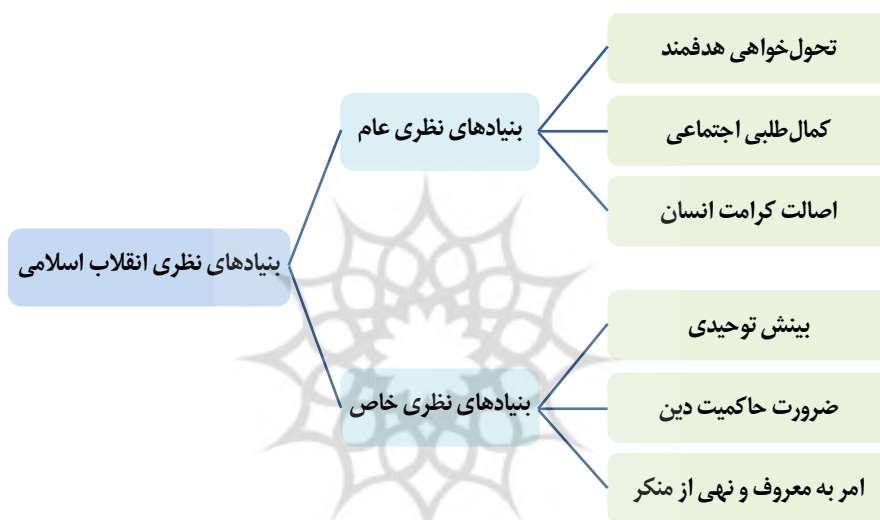 تحول‌خواهی هدفمند
بنیادهای نظری عام
کمال‌طلبی اجتماعی
اصالت کرامت انسان
بنیادهای نظری انقلاب اسلامی
بینش توحیدی
بنیادهای نظری خاص
ضرورت حاکمیت دین
امر به معروف و نهی از منکر